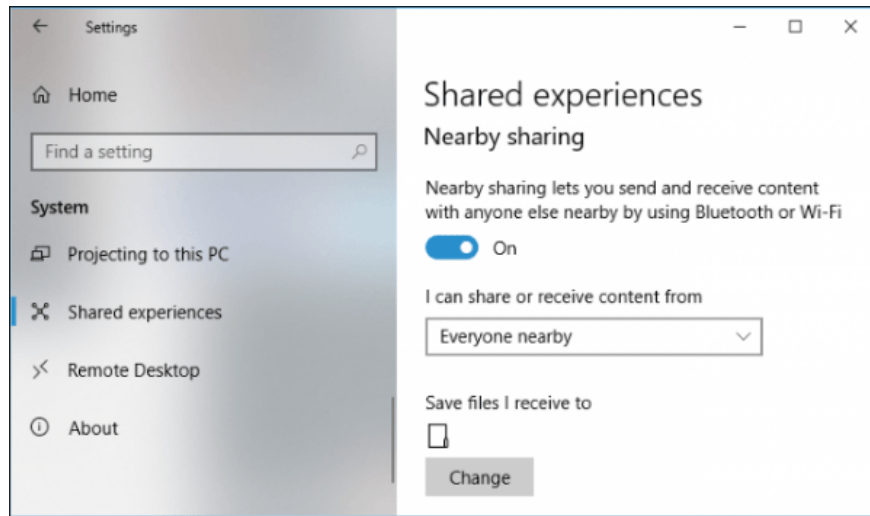 Settings
Home
Find a setting
System
Projecting to this PC
Shared experiences
Remote Desktop
About
Shared experiences
Nearby sharing
Nearby sharing lets you send and receive content
with anyone else nearby by using Bluetooth or Wi-Fi
On
I can share or receive content from
Everyone nearby
Save files I receive to
Change